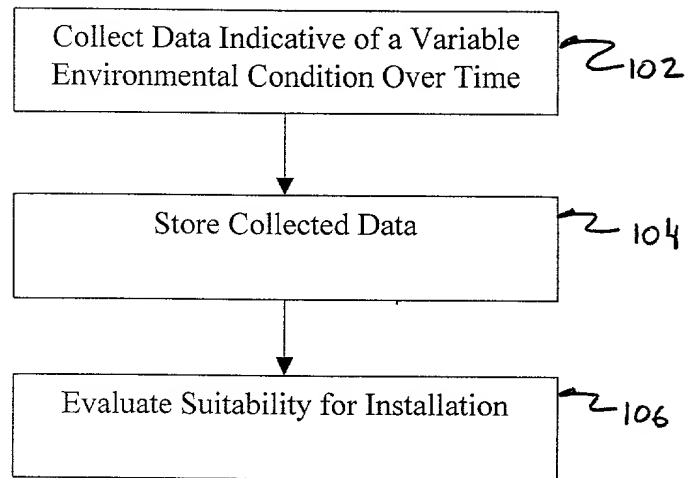 Collect Data Indicative of a Variable
Environmental Condition Over Time
102
Store Collected Data
104
Evaluate Suitability for Installation
106